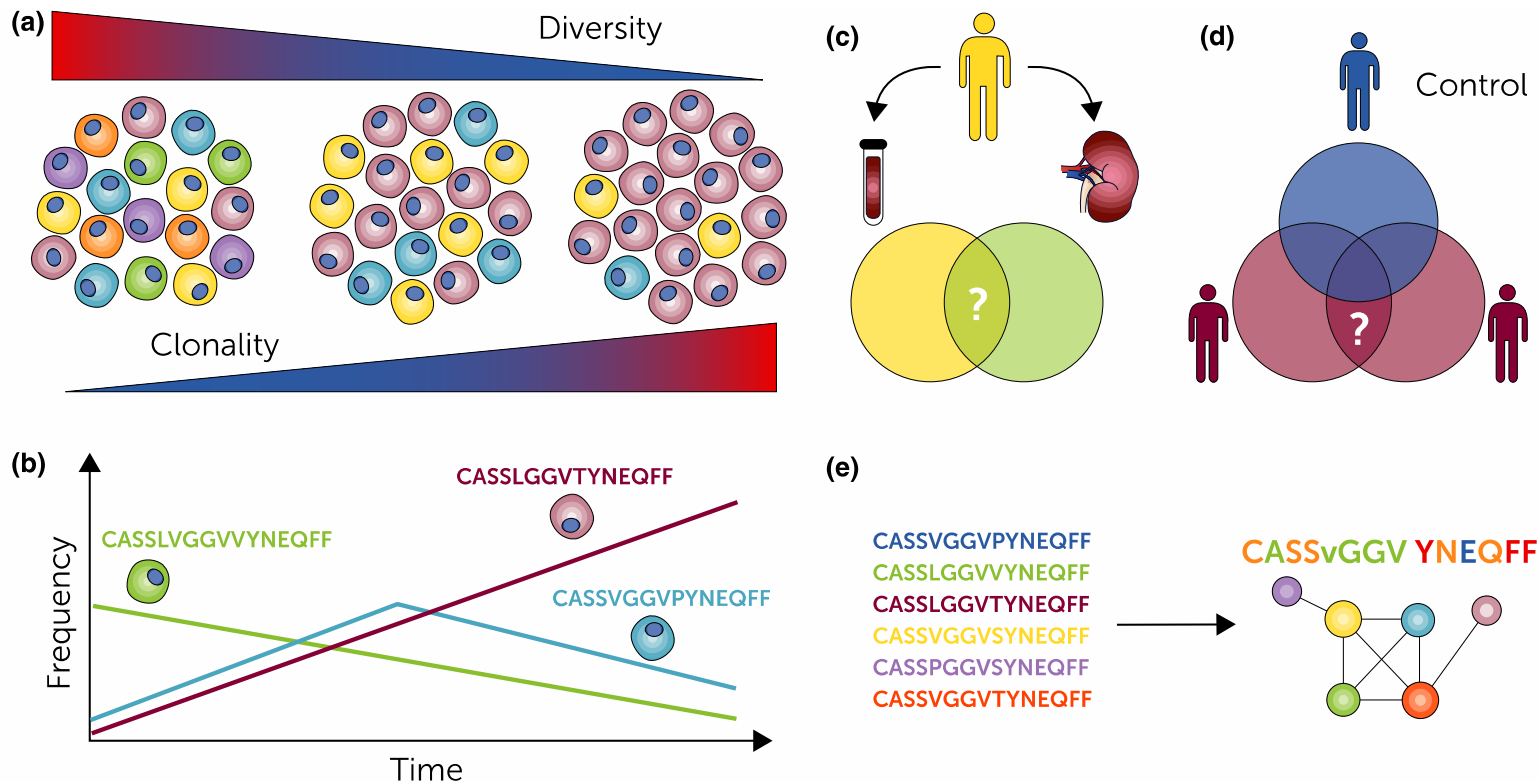 (a)
Diversity
Clonality
(b)
Frequency
CASSLVGGVVYNEQFF
CASSLGGVTYNEQFF
CASSVGGVPYNEQFF
Time
(c)
?
(d)
Control
?
(e)
CASSVGGVPYNEQFF
CASSLGGVVYNEQFF
CASSLGGVTYNEQFF
CASSVGGVSYNEQFF
CASSPGGVSYNEQFF
CASSVGGVTYNEQFF
CASSvGGV YNEQFF